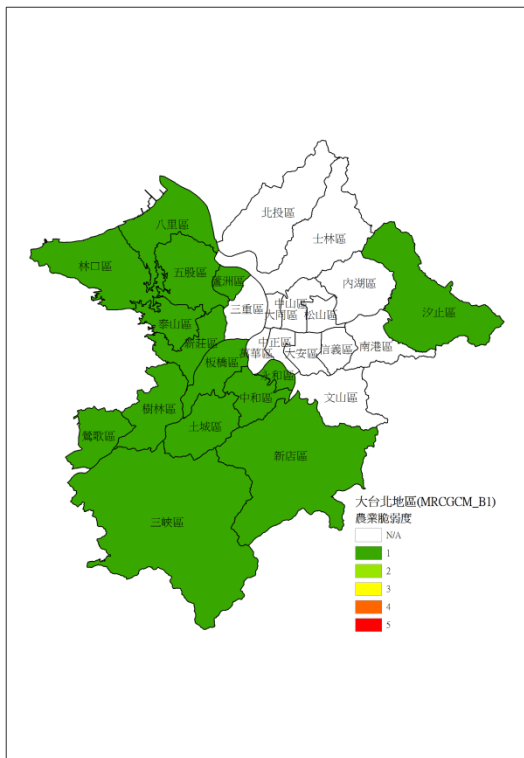 北投區
士林區
八里區
林口區
五股區
蘆洲區
內湖區
三重區
中山區
大同區
松山區
汐止區
泰山區
新莊區
中正區
萬華區
大安區
信義區
南港區
板橋區
永和區
中和區
文山區
樹林區
土城區
鶯歌區
新店區
三峽區
大台北地區(MRCGCM_B1)
農業脆弱度
N/A
1
2
3
4
5